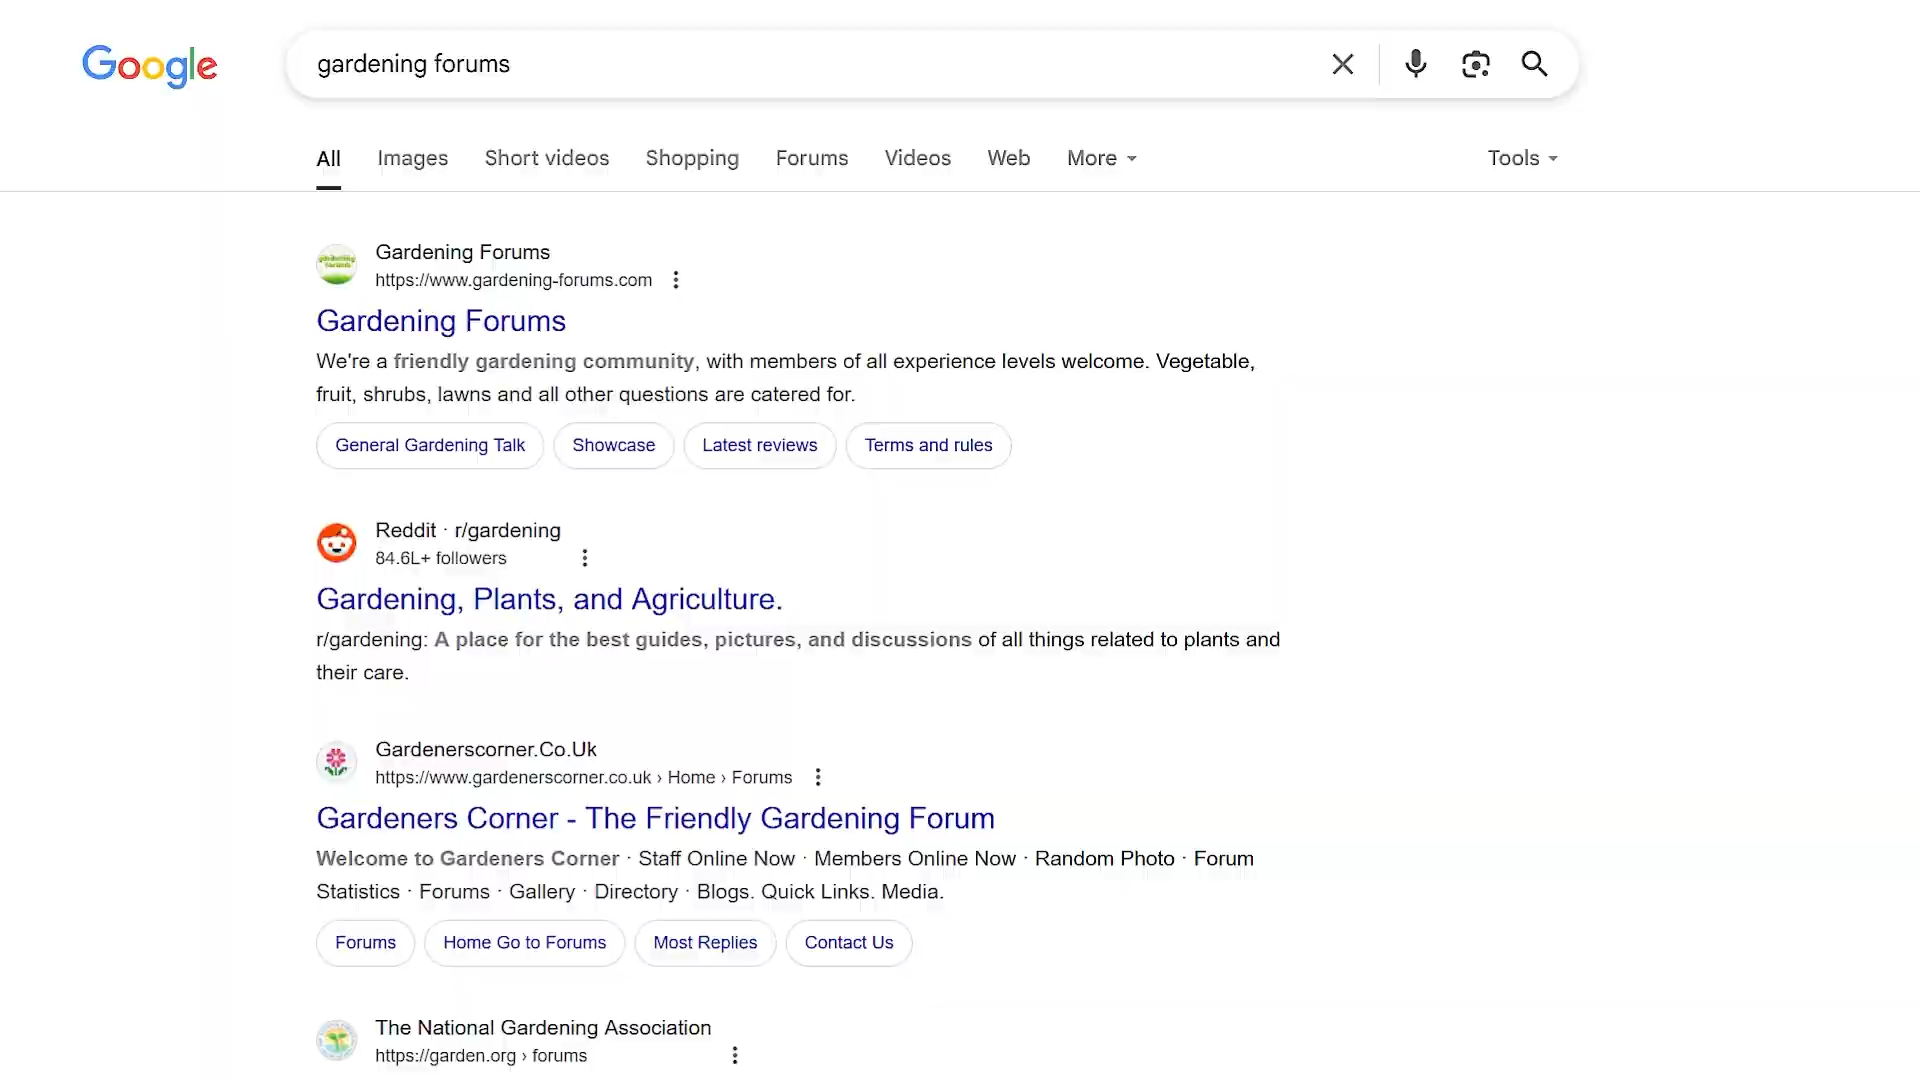 Google
gardening forums
All Images Short videos Shopping Forums Videos Web More Tools
Gardening Forums
https://www.gardening-forums.com
Gardening Forums
We're a friendly gardening community, with members of all experience levels welcome. Vegetable,
fruit, shrubs, lawns and all other questions are catered for.
General Gardening Talk Showcase Latest reviews Terms and rules
Reddit · r/gardening
84.6L+ followers
Gardening, Plants, and Agriculture.
r/gardening: A place for the best guides, pictures, and discussions of all things related to plants and
their care.
Gardenerscorner.Co.Uk
https://www.gardenerscorner.co.uk › Home › Forums
Gardeners Corner - The Friendly Gardening Forum
Welcome to Gardeners Corner · Staff Online Now · Members Online Now · Random Photo · Forum
Statistics · Forums · Gallery · Directory · Blogs. Quick Links. Media.
Forums Home Go to Forums Most Replies Contact Us
The National Gardening Association
https://garden.org › forums